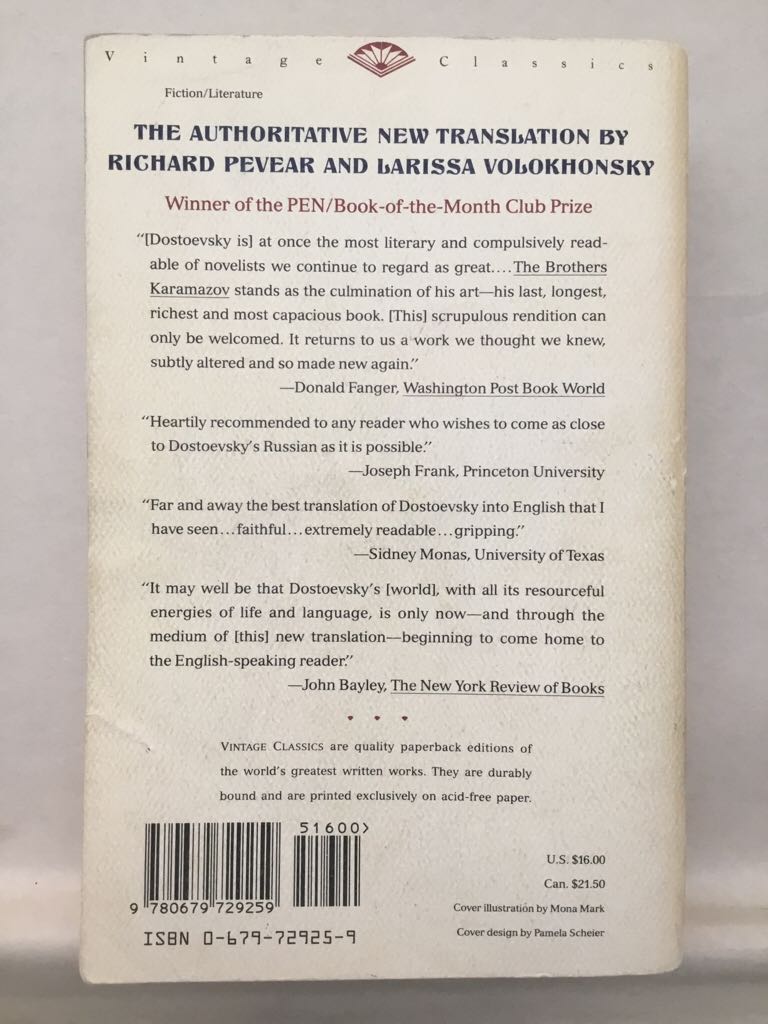 Vintage Classics
Fiction/Literature
THE AUTHORITATIVE NEW TRANSLATION BY
RICHARD PEVEAR AND LARISSA VOLOKHONSKY
Winner of the PEN/Book-of-the-Month Club Prize
“[Dostoevsky is] at once the most literary and compulsively read-
able of novelists we continue to regard as great.... The Brothers
Karamazov stands as the culmination of his art—his last, longest,
richest and most capacious book. [This] scrupulous rendition can
only be welcomed. It returns to us a work we thought we knew,
subtly altered and so made new again.”
—Donald Fanger, Washington Post Book World
“Heartily recommended to any reader who wishes to come as close
to Dostoevsky’s Russian as it is possible.”
—Joseph Frank, Princeton University
“Far and away the best translation of Dostoevsky into English that I
have seen...faithful...extremely readable...gripping.”
—Sidney Monas, University of Texas
“It may well be that Dostoevsky’s [world], with all its resourceful
energies of life and language, is only now—and through the
medium of [this] new translation—beginning to come home to
the English-speaking reader.”
—John Bayley, The New York Review of Books
VINTAGE CLASSICS are quality paperback editions of
the world’s greatest written works. They are durably
bound and are printed exclusively on acid-free paper.
51600>
9 780679 729259
ISBN 0-679-72925-9
U.S. $16.00
Can. $21.50
Cover illustration by Mona Mark
Cover design by Pamela Scheier